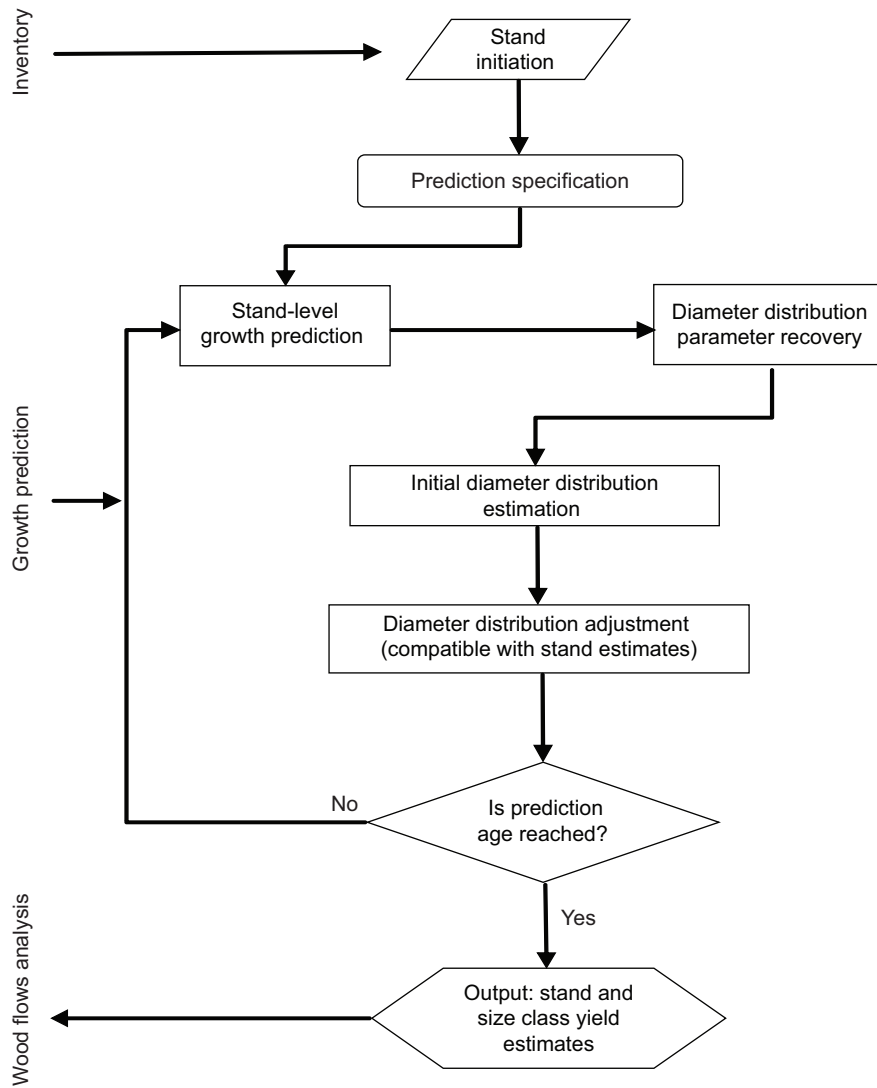 Inventory
Stand
initiation
Prediction specification
Stand-level
growth prediction
Diameter distribution
parameter recovery
Growth prediction
Initial diameter distribution
estimation
Diameter distribution adjustment
(compatible with stand estimates)
No
Is prediction
age reached?
Yes
Wood flows analysis
Output: stand and
size class yield
estimates